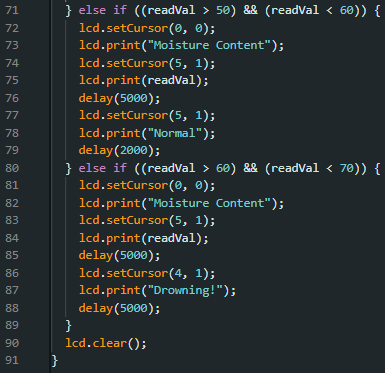 71 } else if ((readVal > 50) && (readVal < 60)) {
72 lcd.setCursor(0, 0);
73 lcd.print("Moisture Content");
74 lcd.setCursor(5, 1);
75 lcd.print(readVal);
76 delay(5000);
77 lcd.setCursor(5, 1);
78 lcd.print("Normal");
79 delay(2000);
80 } else if ((readVal > 60) && (readVal < 70)) {
81 lcd.setCursor(0, 0);
82 lcd.print("Moisture Content");
83 lcd.setCursor(5, 1);
84 lcd.print(readVal);
85 delay(5000);
86 lcd.setCursor(4, 1);
87 lcd.print("Drowning!");
88 delay(5000);
89 }
90 lcd.clear();
91 }